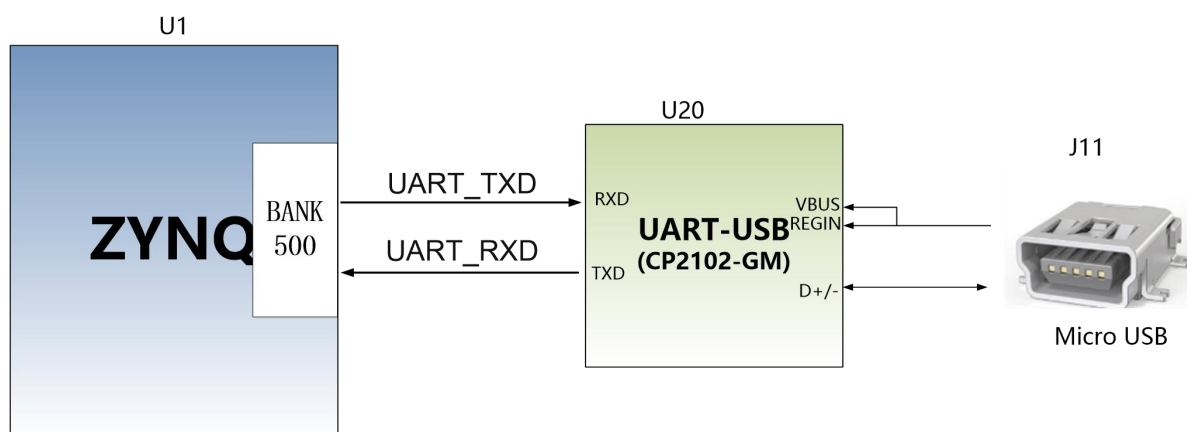 U1
ZYNQ
BANK
500
UART_TXD
UART_RXD
U20
RXD
TXD
UART-USB
(CP2102-GM)
VBUS
REGIN
D+/-
J11
Micro USB